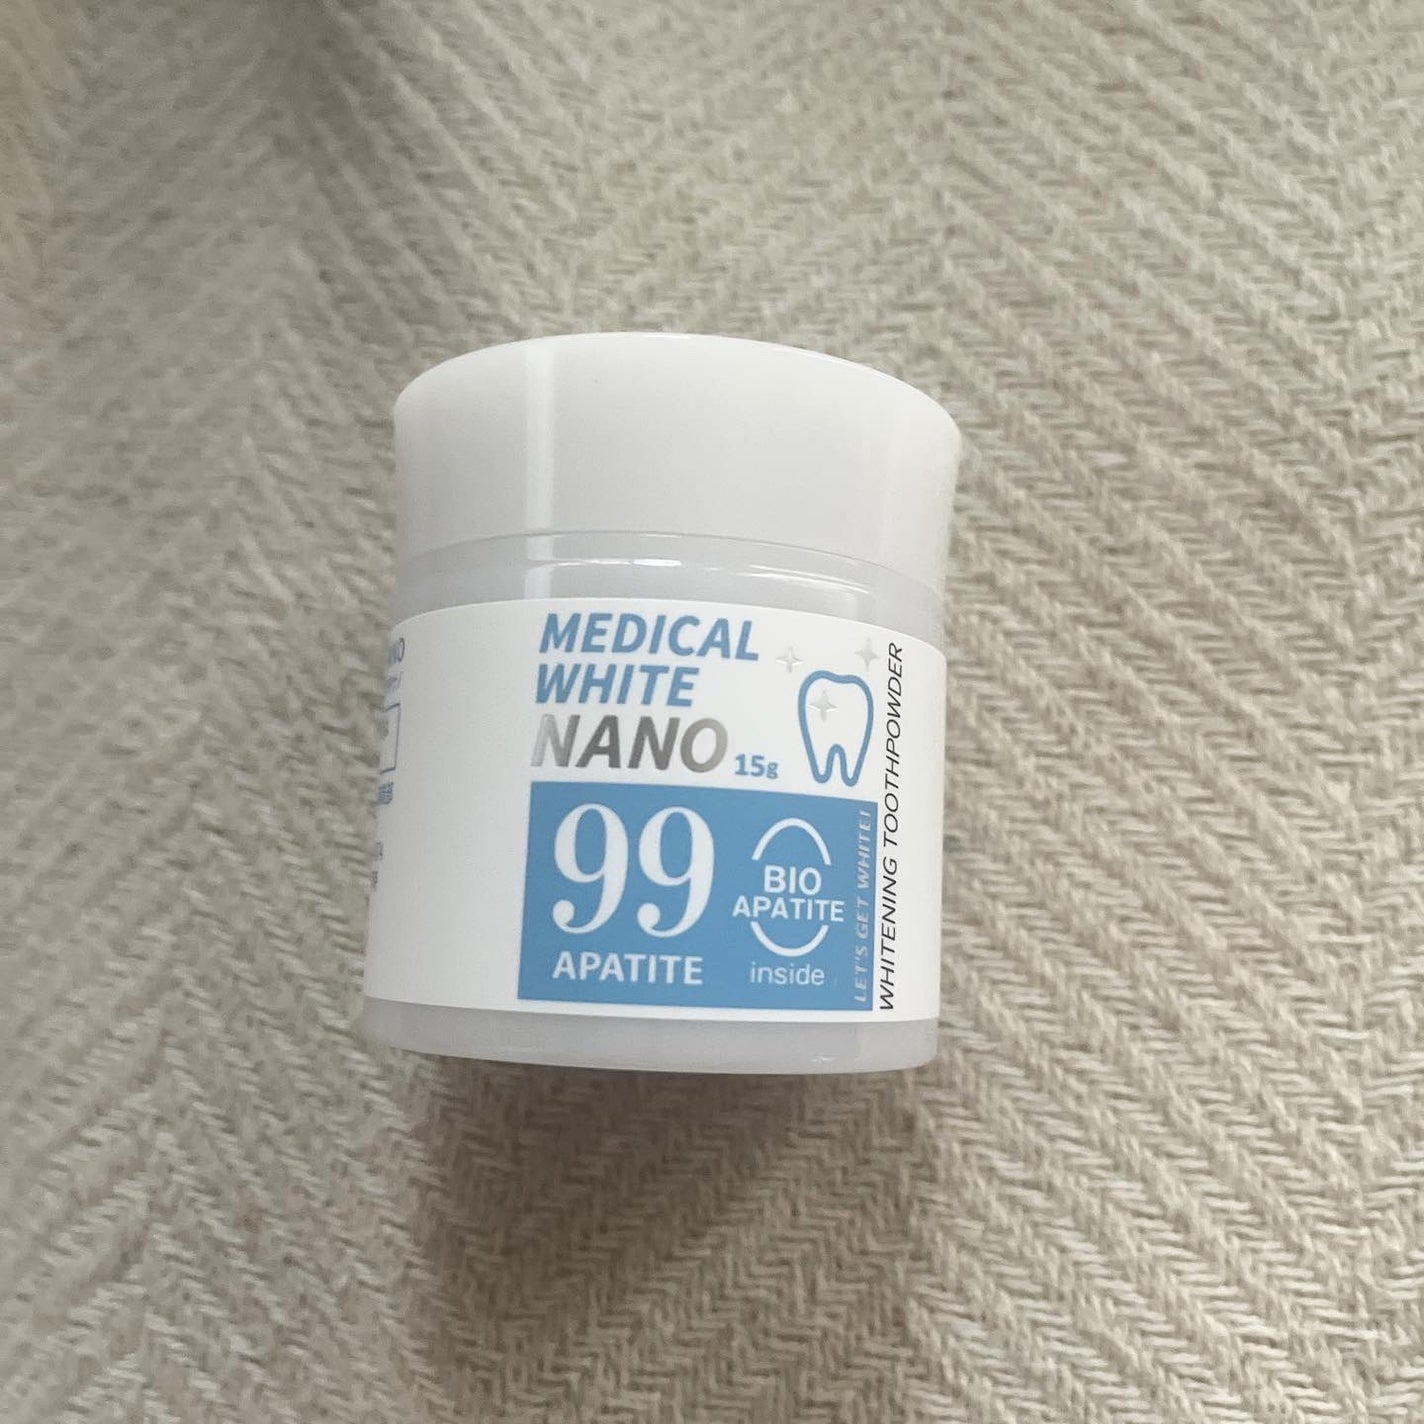 MEDICAL
WHITE
NANO 15g
99
APATITE
BIO
APATITE
inside
LET'S GET WHITE!
WHITENING TOOTHPOWDER